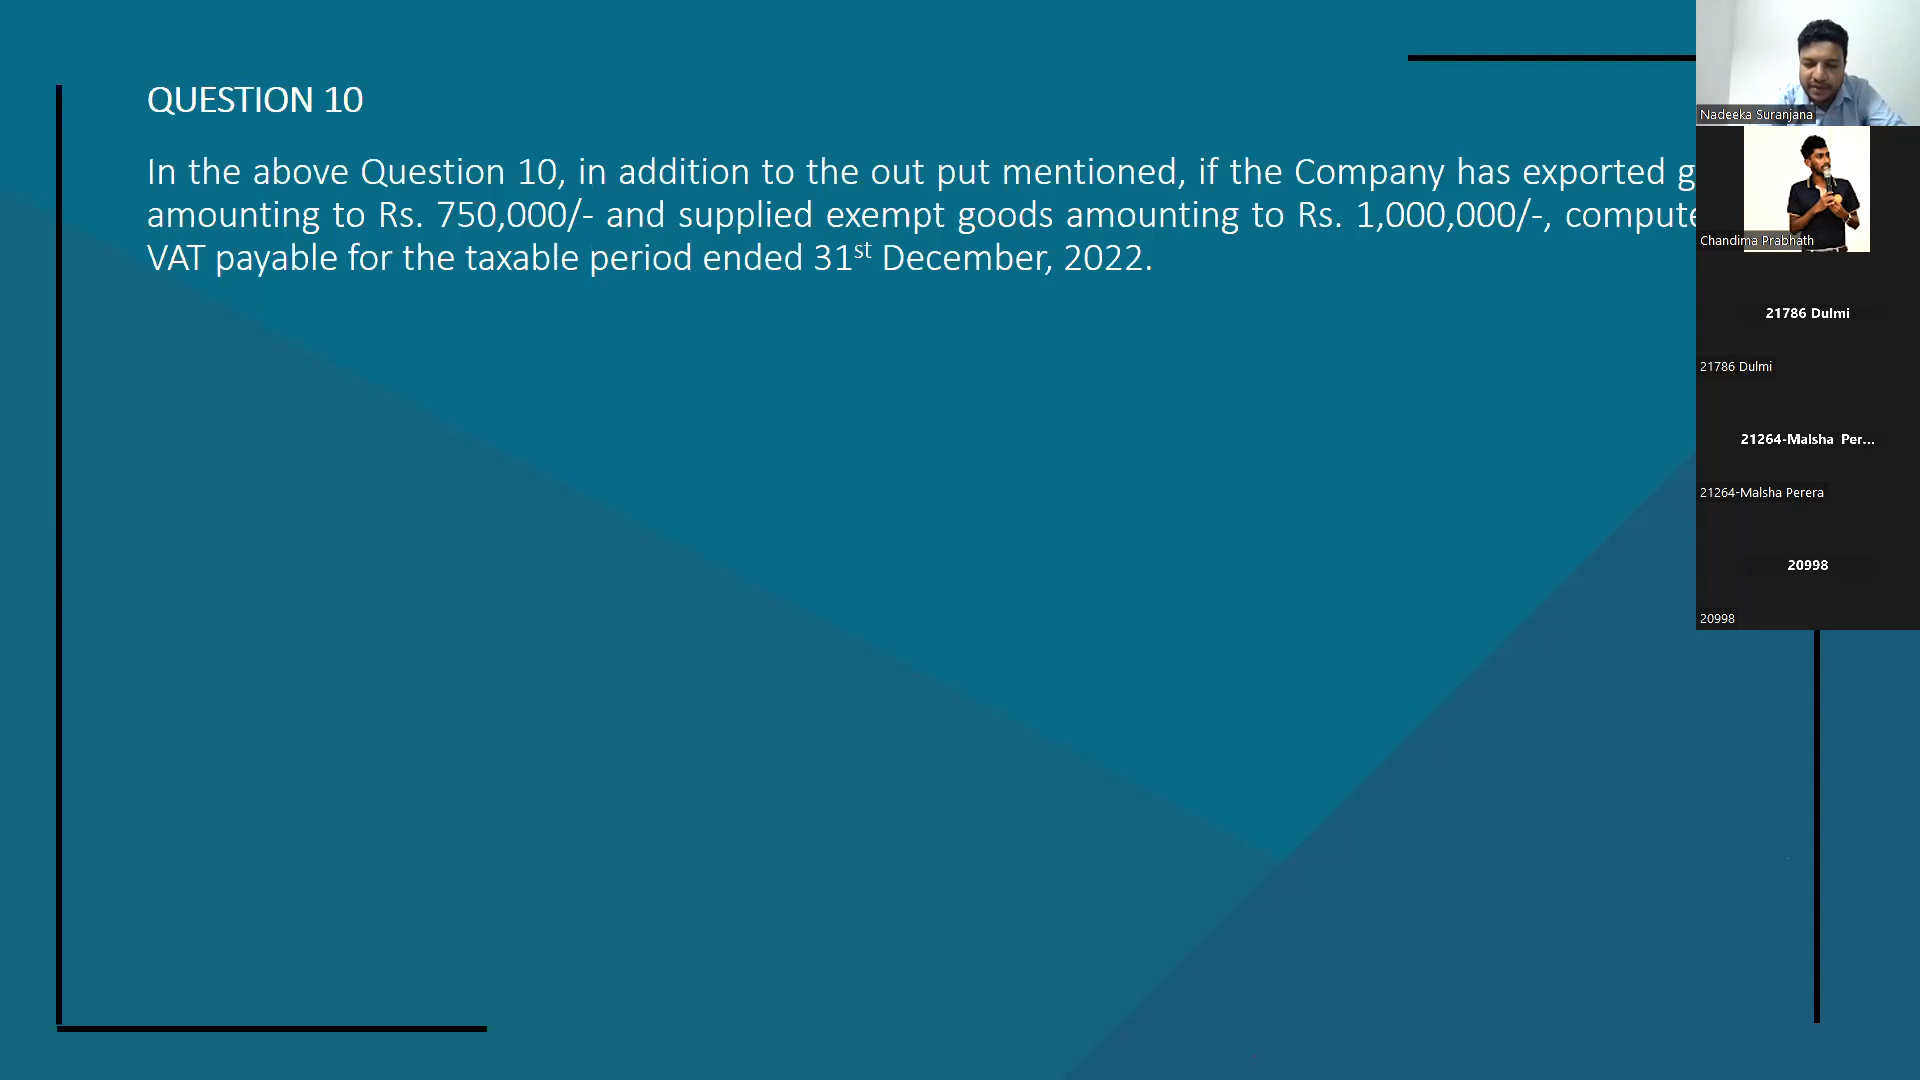 QUESTION 10
In the above Question 10, in addition to the out put mentioned, if the Company has exported
amounting to Rs. 750,000/- and supplied exempt goods amounting to Rs. 1,000,000/-, compute
VAT payable for the taxable period ended 31st December, 2022.
Nadeeka Suranjana
Chandima Prabhath
21786 Dulmi
21786 Dulmi
21264-Malsha Per...
21264-Malsha Perera
20998
20998